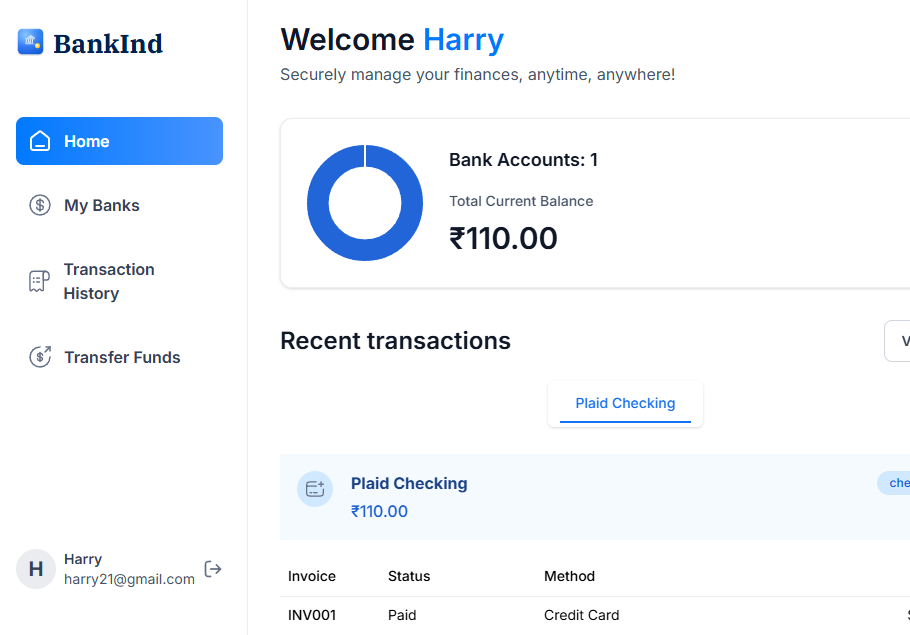 BankInd
Home
My Banks
Transaction
History
Transfer Funds
H
Harry
harry21@gmail.com
Welcome Harry
Securely manage your finances, anytime, anywhere!
Bank Accounts: 1
Total Current Balance
₹110.00
Recent transactions
V
Plaid Checking
Plaid Checking
che
₹110.00
Invoice Status Method
INV001 Paid Credit Card